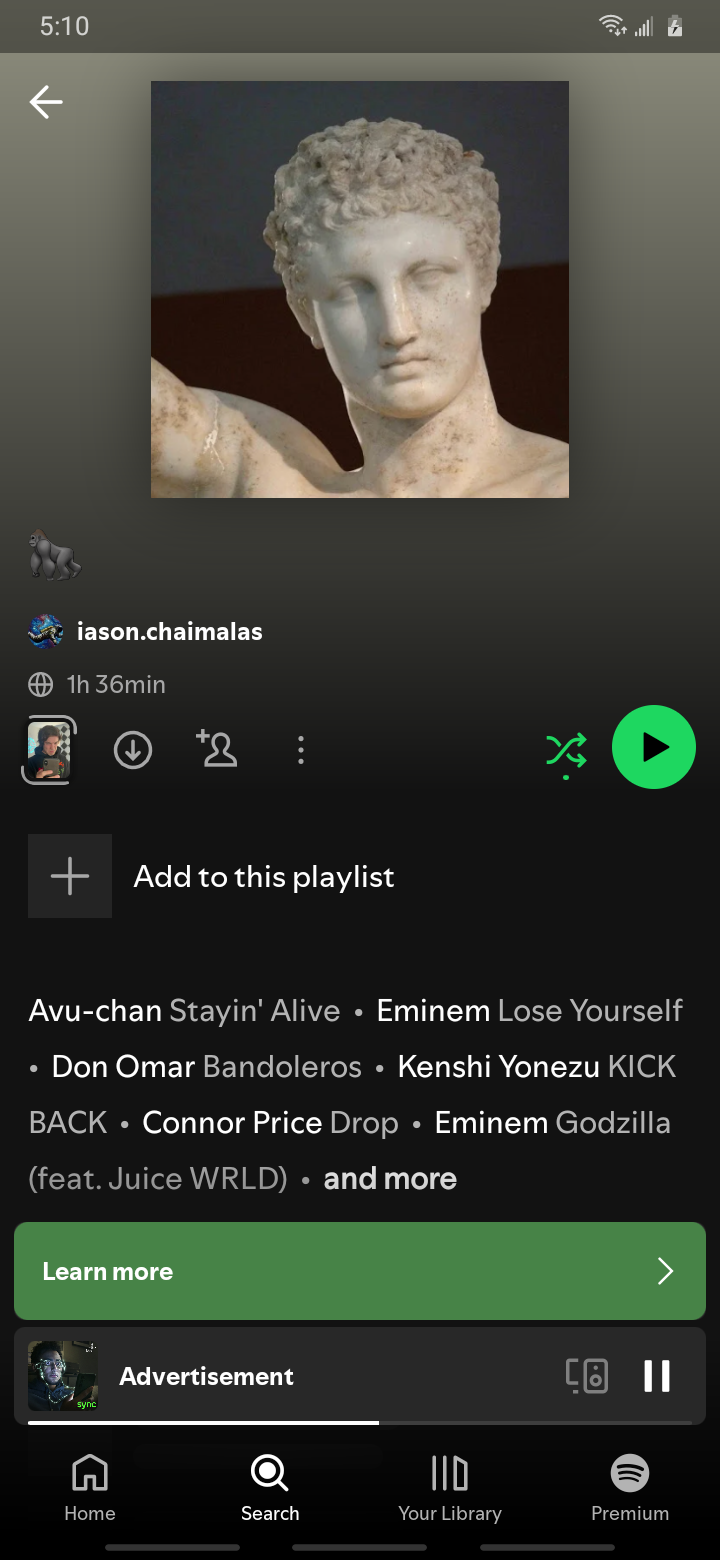 5:10
🦍
iason.chaimalas
1h 36min
Add to this playlist
Avu-chan Stayin' Alive • Eminem Lose Yourself
• Don Omar Bandoleros • Kenshi Yonezu KICK
BACK • Connor Price Drop • Eminem Godzilla
(feat. Juice WRLD) • and more
Learn more
Advertisement
sync
Home Search Your Library Premium